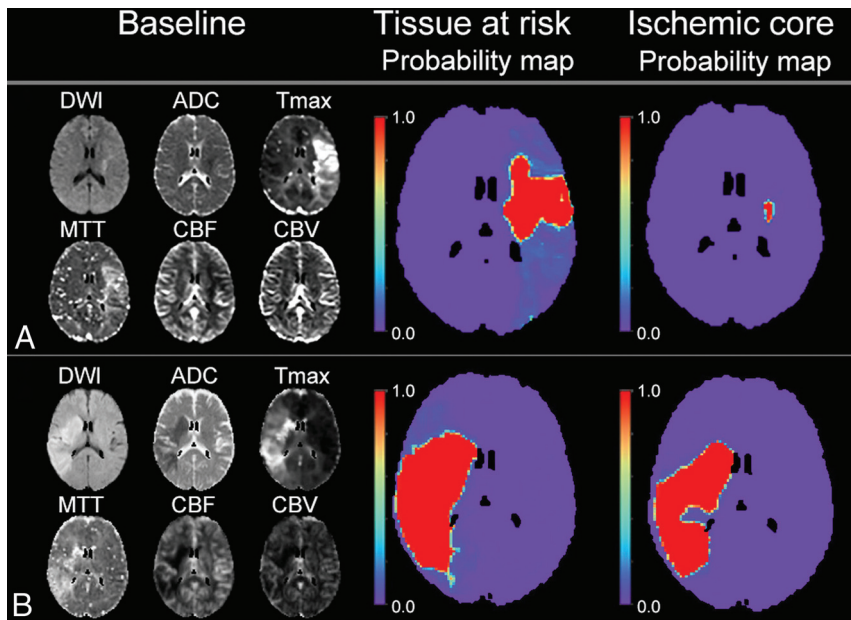 Baseline
Tissue at risk
Probability map
Ischemic core
Probability map
DWI ADC Tmax
MTT CBF CBV
1.0
0.0
1.0
0.0
A
DWI ADC Tmax
MTT CBF CBV
1.0
0.0
1.0
0.0
B